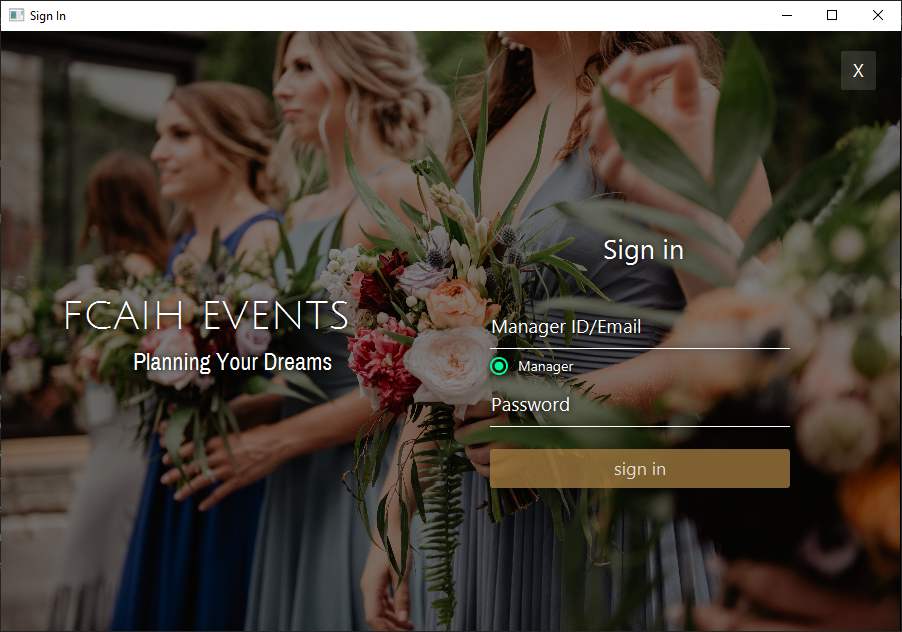 Sign In
X
Sign in
FCAIH EVENTS
Planning Your Dreams
Manager ID/Email
Manager
Password
sign in